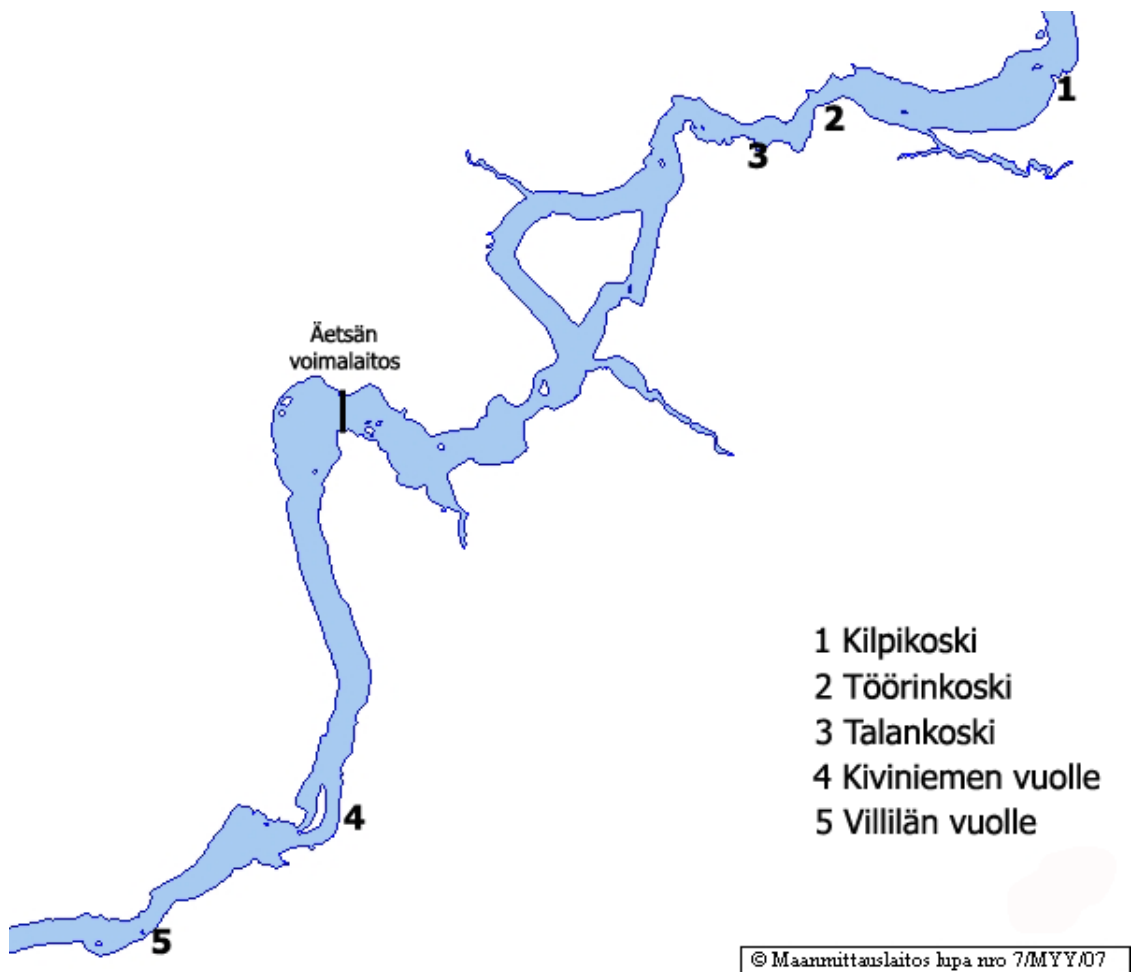 1
2
3
Äetsän
voimalaitos
1 Kilpikoski
2 Töörinkoski
3 Talankoski
4 Kiviniemen vuolle
5 Villilän vuolle
4
5
© Maanmittauslaitos lupa nro 7/MYY/07